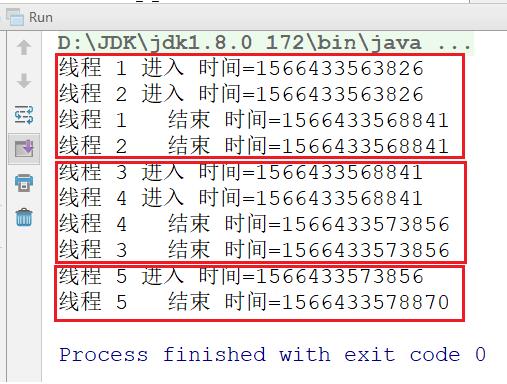 Run
D:\JDK\jdk1.8.0 172\bin\java ...
线程 1 进入 时间=1566433563826
线程 2 进入 时间=1566433563826
线程 1   结束 时间=1566433568841
线程 2   结束 时间=1566433568841
线程 3 进入 时间=1566433568841
线程 4 进入 时间=1566433568841
线程 4   结束 时间=1566433573856
线程 3   结束 时间=1566433573856
线程 5 进入 时间=1566433573856
线程 5   结束 时间=1566433578870
Process finished with exit code 0